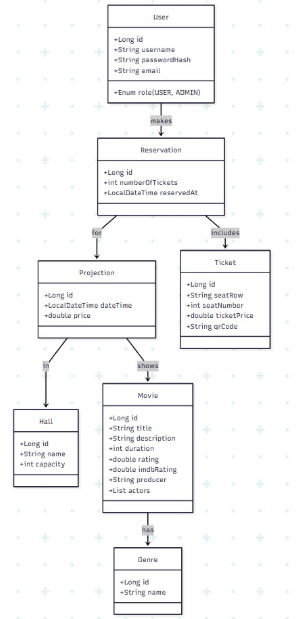 User
+Long id
+String username
+String passwordHash
+String email
+Enum role(USER, ADMIN)
makes
Reservation
+Long id
+int numberOfTickets
+LocalDateTime reservedAt
for
includes
Projection
+Long id
+LocalDateTime dateTime
+double price
Ticket
+Long id
+String seatRow
+int seatNumber
+double ticketPrice
+String qrCode
in
shows
Hall
+Long id
+String name
+int capacity
Movie
+Long id
+String title
+String description
+int duration
+double rating
+double imdbRating
+String producer
+List actors
has
Genre
+Long id
+String name